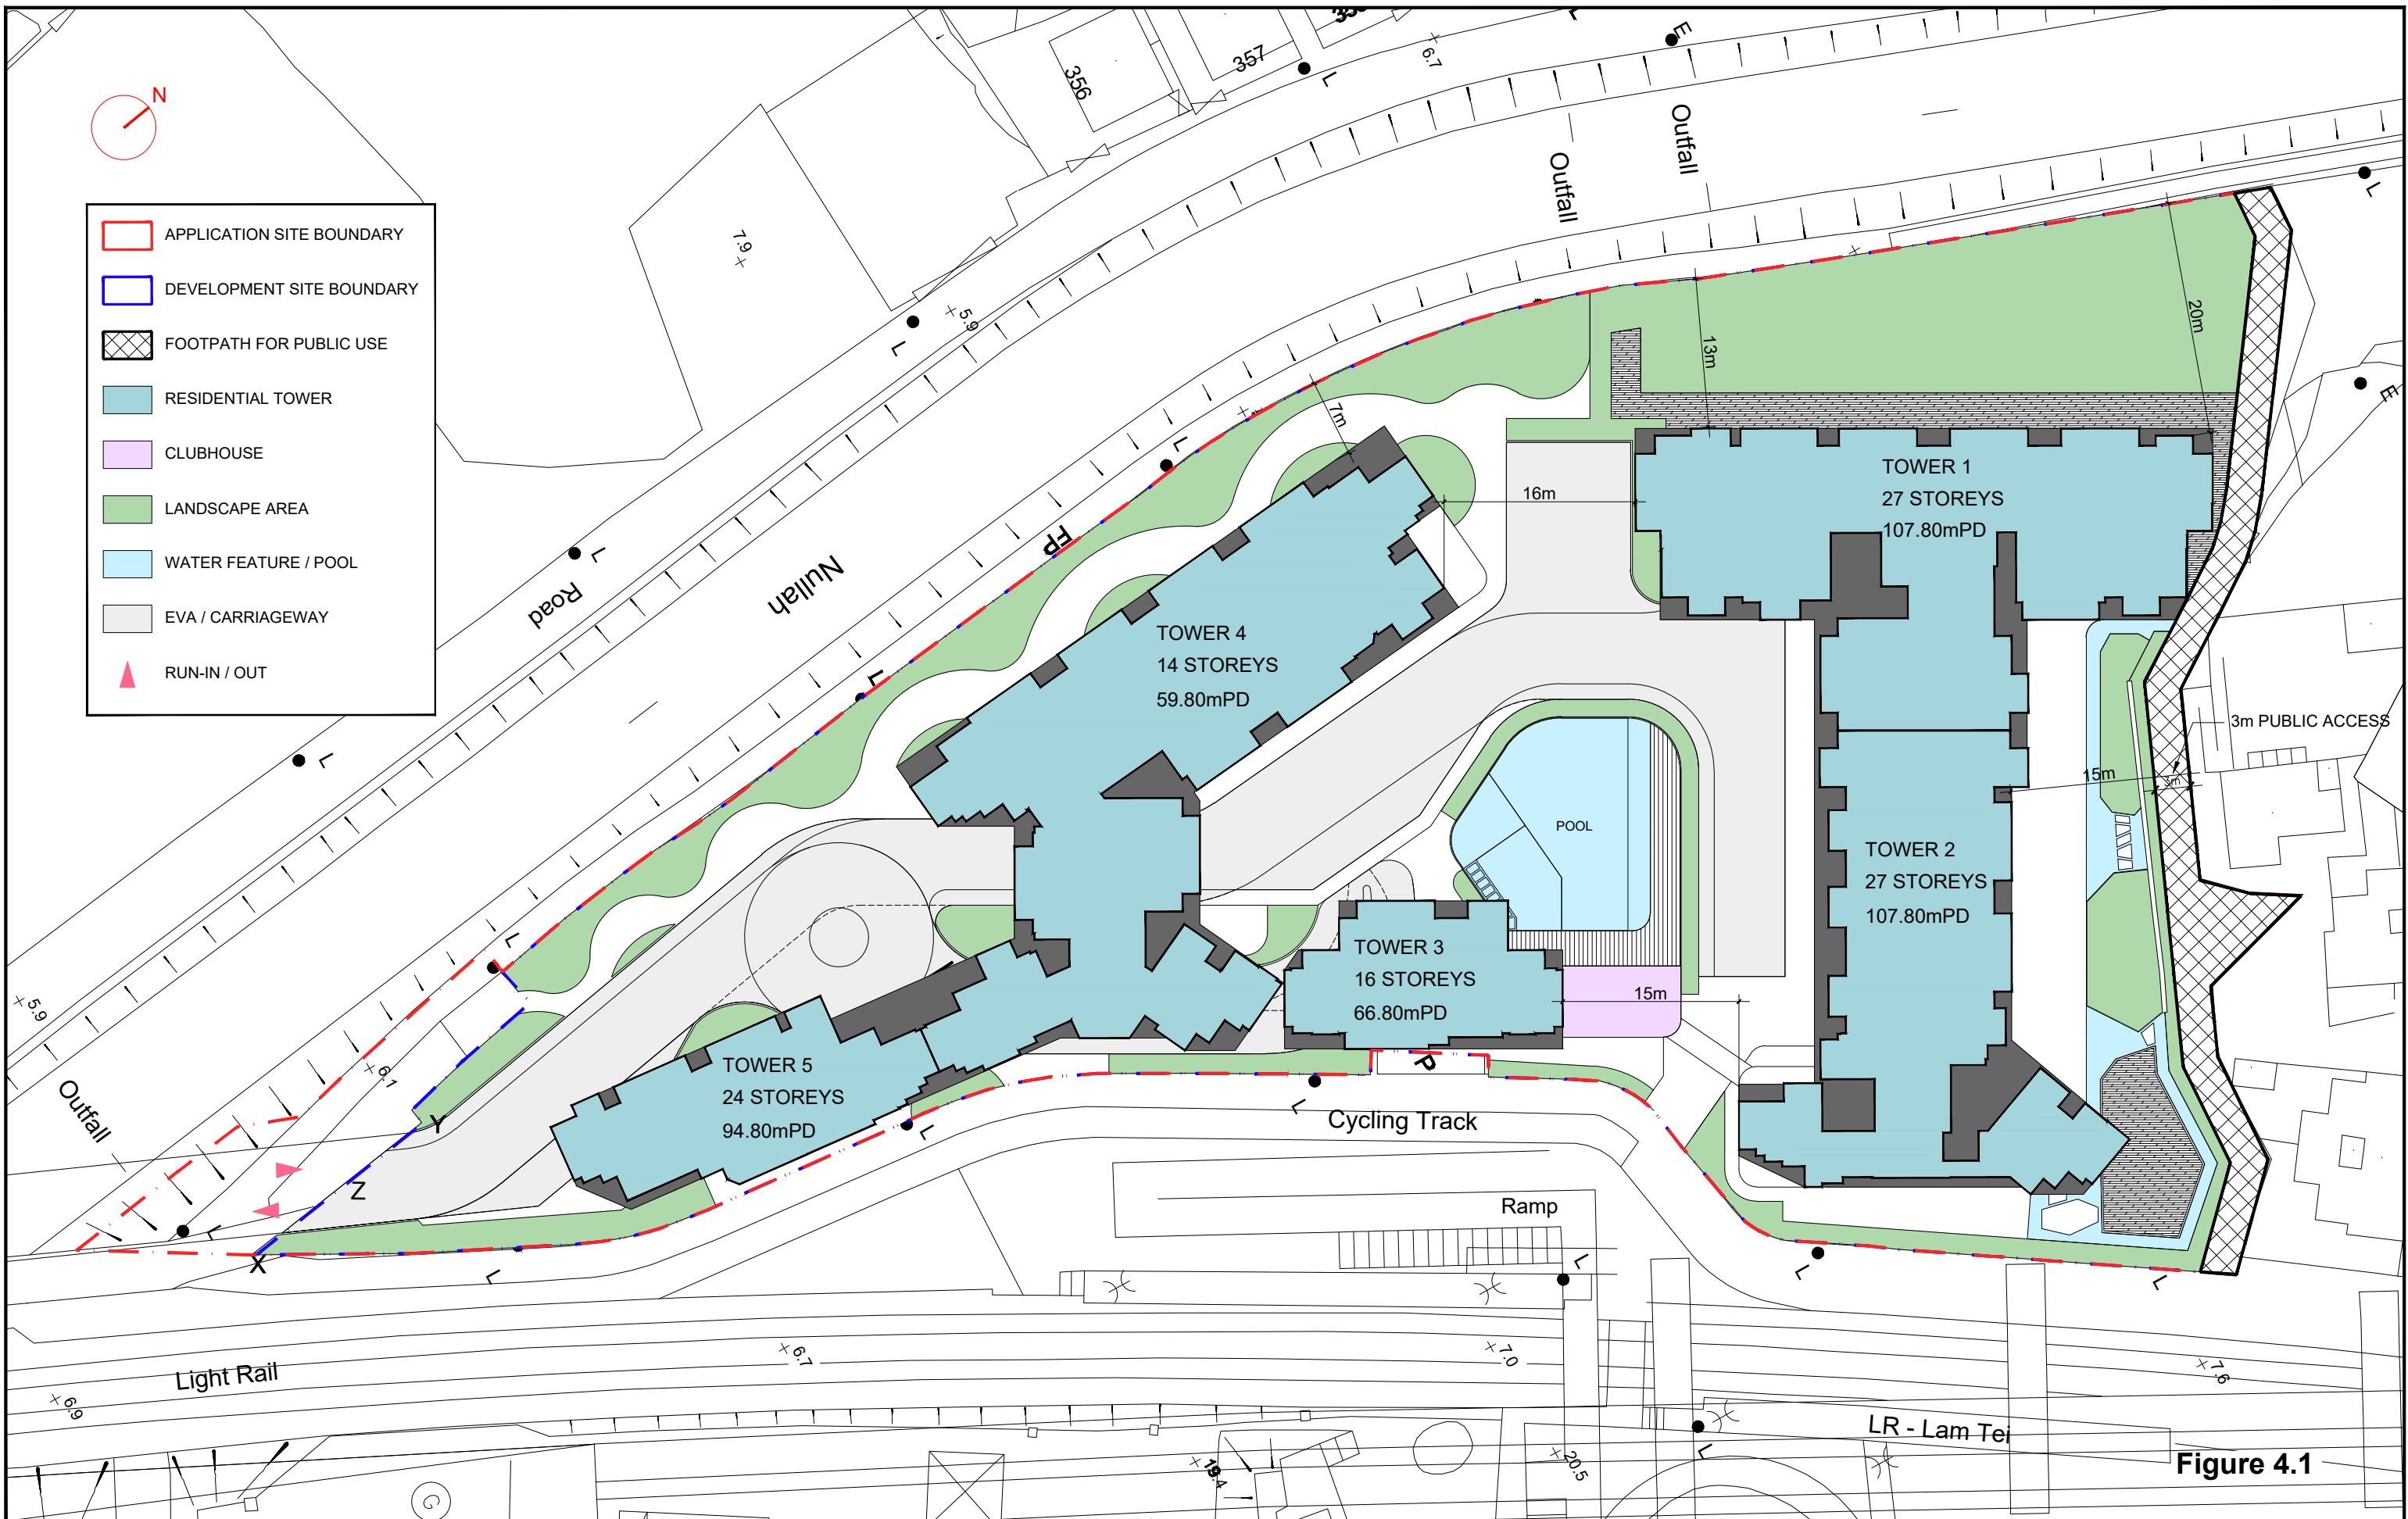 N
APPLICATION SITE BOUNDARY
DEVELOPMENT SITE BOUNDARY
FOOTPATH FOR PUBLIC USE
RESIDENTIAL TOWER
CLUBHOUSE
LANDSCAPE AREA
WATER FEATURE / POOL
EVA / CARRIAGEWAY
RUN-IN / OUT
356
357
6.7
E
L
L
7.9
5.9
L
Outfall
Outfall
L
E
20m
13m
7m
L
16m
TOWER 1
27 STOREYS
107.80mPD
FP
Nullah
Road
L
L
L
TOWER 4
14 STOREYS
59.80mPD
3m PUBLIC ACCESS
15m
3m
POOL
TOWER 2
27 STOREYS
107.80mPD
TOWER 3
16 STOREYS
66.80mPD
15m
L
5.9
6.1
Outfall
TOWER 5
24 STOREYS
94.80mPD
P
L
L
Cycling Track
Y
Z
X
L
L
Ramp
L
L
L
Light Rail
6.9
6.7
7.0
7.6
LR - Lam Tei
L
20.5
19.4
G
Figure 4.1